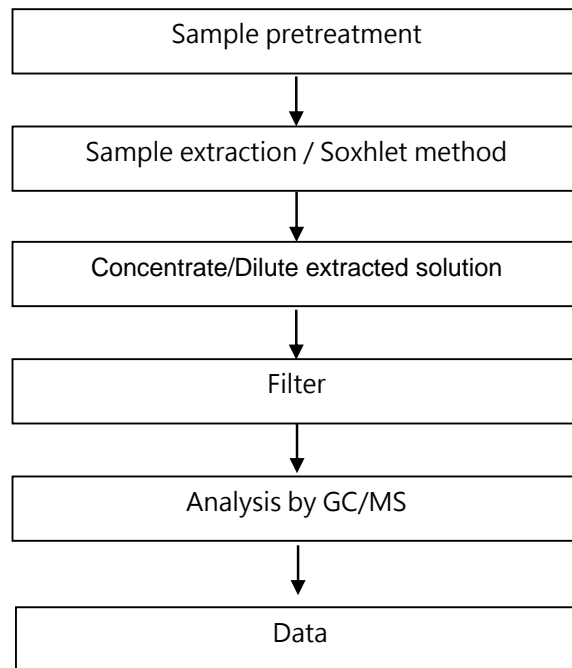 Sample pretreatment
Sample extraction / Soxhlet method
Concentrate/Dilute extracted solution
Filter
Analysis by GC/MS
Data